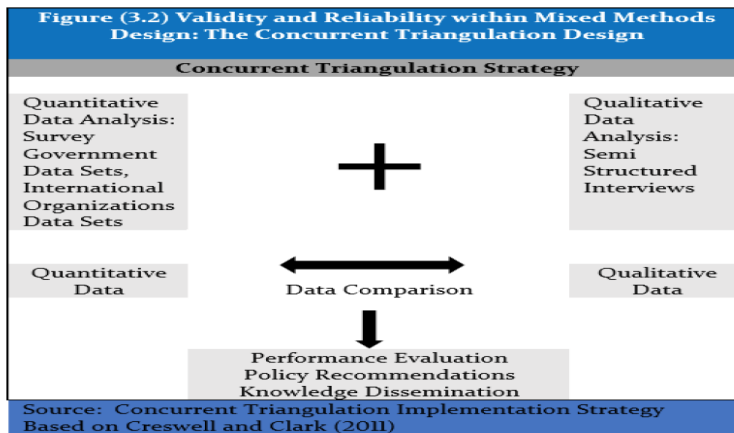 Figure (3.2) Validity and Reliability within Mixed Methods
Design: The Concurrent Triangulation Design
Concurrent Triangulation Strategy
Quantitative
Data Analysis:
Survey
Government
Data Sets,
International
Organizations
Data Sets
Qualitative
Data
Analysis:
Semi
Structured
Interviews
Quantitative
Data
Data Comparison
Qualitative
Data
Performance Evaluation
Policy Recommendations
Knowledge Dissemination
Source: Concurrent Triangulation Implementation Strategy
Based on Creswell and Clark (2011)